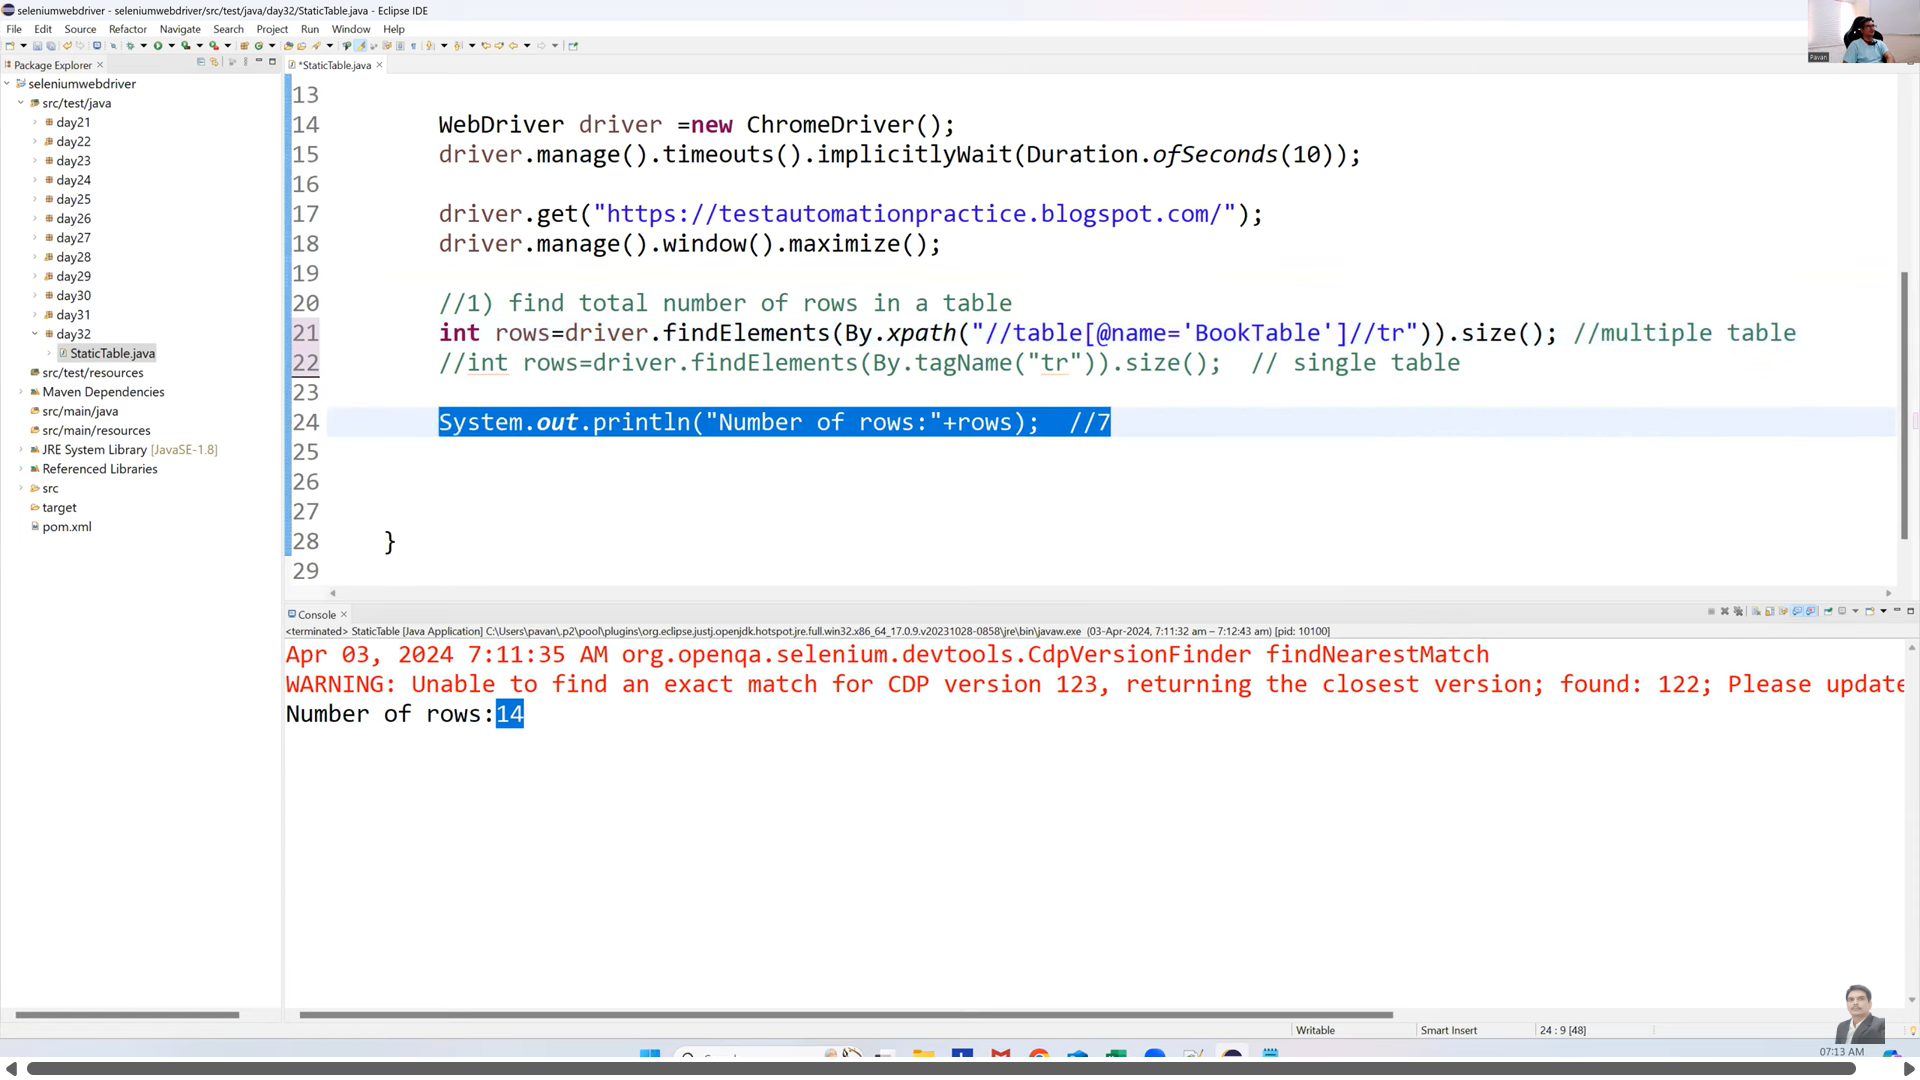 seleniumwebdriver - seleniumwebdriver/src/test/java/day32/StaticTable.java - Eclipse IDE
File Edit Source Refactor Navigate Search Project Run Window Help
Package Explorer
*StaticTable.java
seleniumwebdriver
src/test/java
day21
day22
day23
day24
day25
day26
day27
day28
day29
day30
day31
day32
StaticTable.java
src/test/resources
Maven Dependencies
src/main/java
src/main/resources
JRE System Library [JavaSE-1.8]
Referenced Libraries
src
target
pom.xml
Pavan
13
14 WebDriver driver =new ChromeDriver();
15 driver.manage().timeouts().implicitlyWait(Duration.ofSeconds(10));
16
17 driver.get("https://testautomationpractice.blogspot.com/");
18 driver.manage().window().maximize();
19
20 //1) find total number of rows in a table
21 int rows=driver.findElements(By.xpath("//table[@name='BookTable']//tr")).size(); //multiple table
22 //int rows=driver.findElements(By.tagName("tr")).size();  // single table
23
24 System.out.println("Number of rows:"+rows);  //7
25
26
27
28 }
29
Console
<terminated> StaticTable [Java Application] C:\Users\pavan\.p2\pool\plugins\org.eclipse.justj.openjdk.hotspot.jre.full.win32.x86_64_17.0.9.v20231028-0858\jre\bin\javaw.exe (03-Apr-2024, 7:11:32 am – 7:12:43 am) [pid: 10100]
Apr 03, 2024 7:11:35 AM org.openqa.selenium.devtools.CdpVersionFinder findNearestMatch
WARNING: Unable to find an exact match for CDP version 123, returning the closest version; found: 122; Please update
Number of rows:14
Writable Smart Insert 24 : 9 [48]
07:13 AM